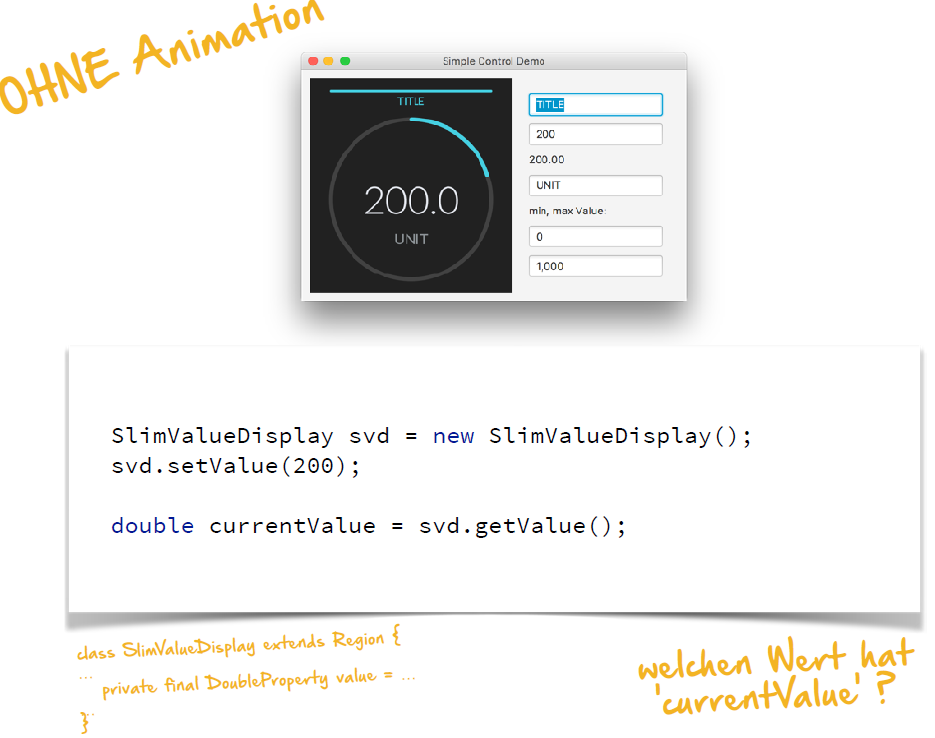 OHNE Animation
Simple Control Demo
TITLE
200.0
UNIT
TITLE
200
200.00
UNIT
min, max Value:
0
1,000
SlimValueDisplay svd = new SlimValueDisplay();
svd.setValue(200);
double currentValue = svd.getValue();
class SlimValueDisplay extends Region {
...
private final DoubleProperty value = ...
...
}
welchen Wert hat
'currentValue' ?